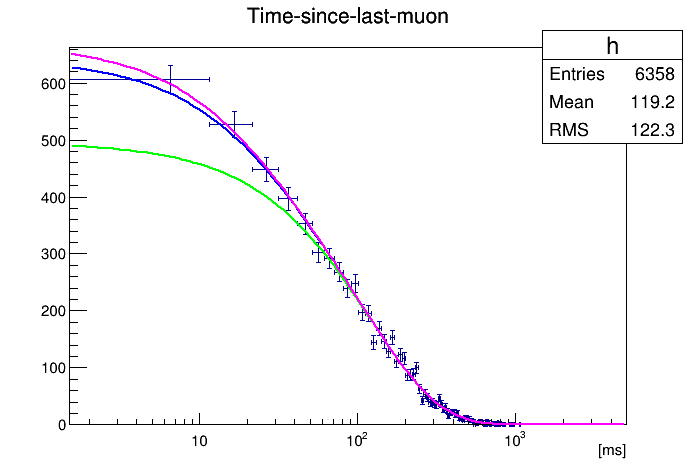 Time-since-last-muon
h
Entries 6358
Mean 119.2
RMS 122.3
600
500
400
300
200
100
0
10 10² 10³
[ms]